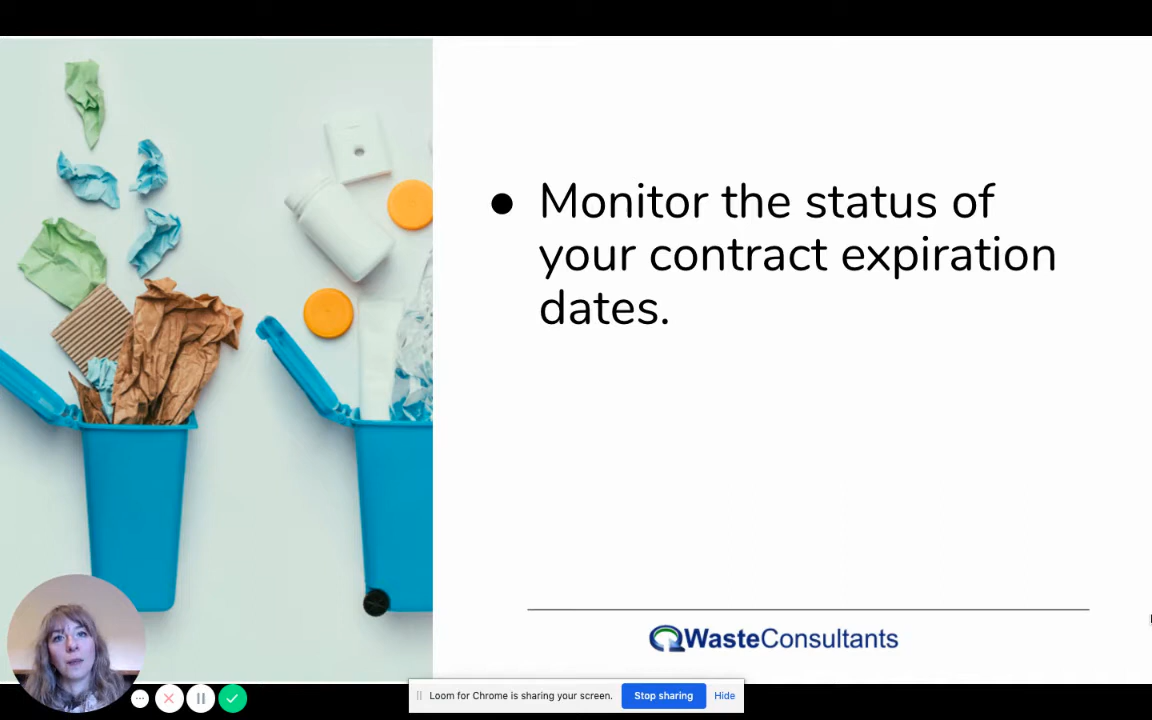 ● Monitor the status of
your contract expiration
dates.
WasteConsultants
Loom for Chrome is sharing your screen.
Stop sharing
Hide